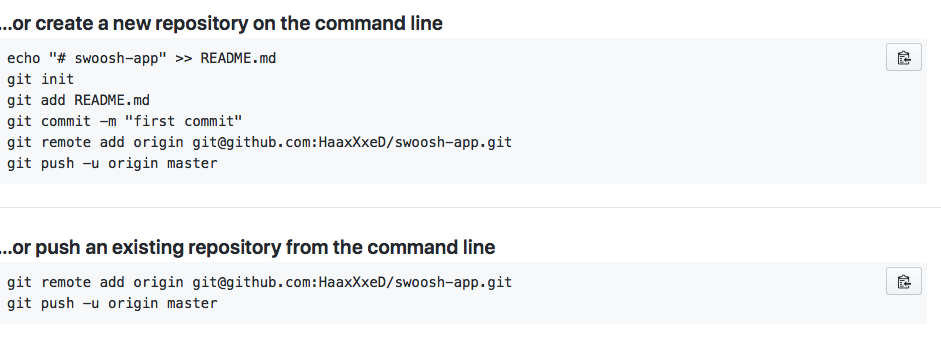 ...or create a new repository on the command line
echo "# swoosh-app" >> README.md
git init
git add README.md
git commit -m "first commit"
git remote add origin git@github.com:HaaxXxeD/swoosh-app.git
git push -u origin master
...or push an existing repository from the command line
git remote add origin git@github.com:HaaxXxeD/swoosh-app.git
git push -u origin master